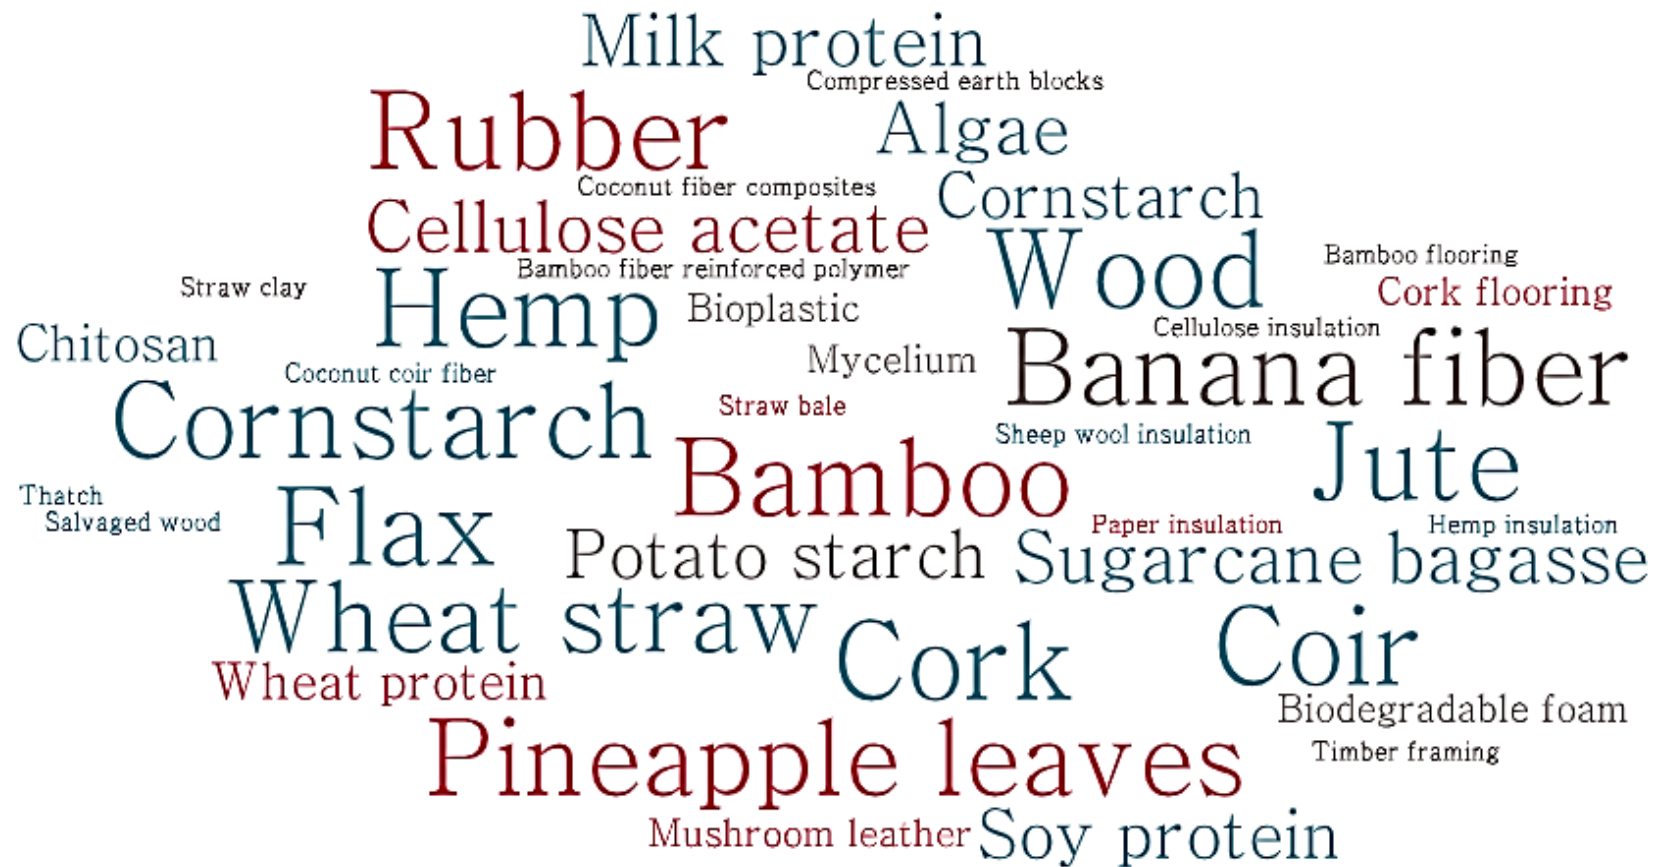 Milk protein
Compressed earth blocks
Rubber
Algae
Coconut fiber composites
Cornstarch
Cellulose acetate
Wood
Bamboo flooring
Bamboo fiber reinforced polymer
Straw clay
Hemp
Bioplastic
Cork flooring
Cellulose insulation
Chitosan
Mycelium
Banana fiber
Coconut coir fiber
Cornstarch
Straw bale
Sheep wool insulation
Jute
Bamboo
Thatch
Salvaged wood
Flax
Paper insulation
Hemp insulation
Potato starch
Sugarcane bagasse
Wheat straw
Cork
Coir
Wheat protein
Biodegradable foam
Pineapple leaves
Timber framing
Mushroom leather
Soy protein